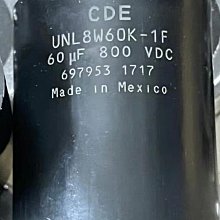 CDE
UNL8W60K-1F
60 µF 800 VDC
697953 1717
Made in Mexico